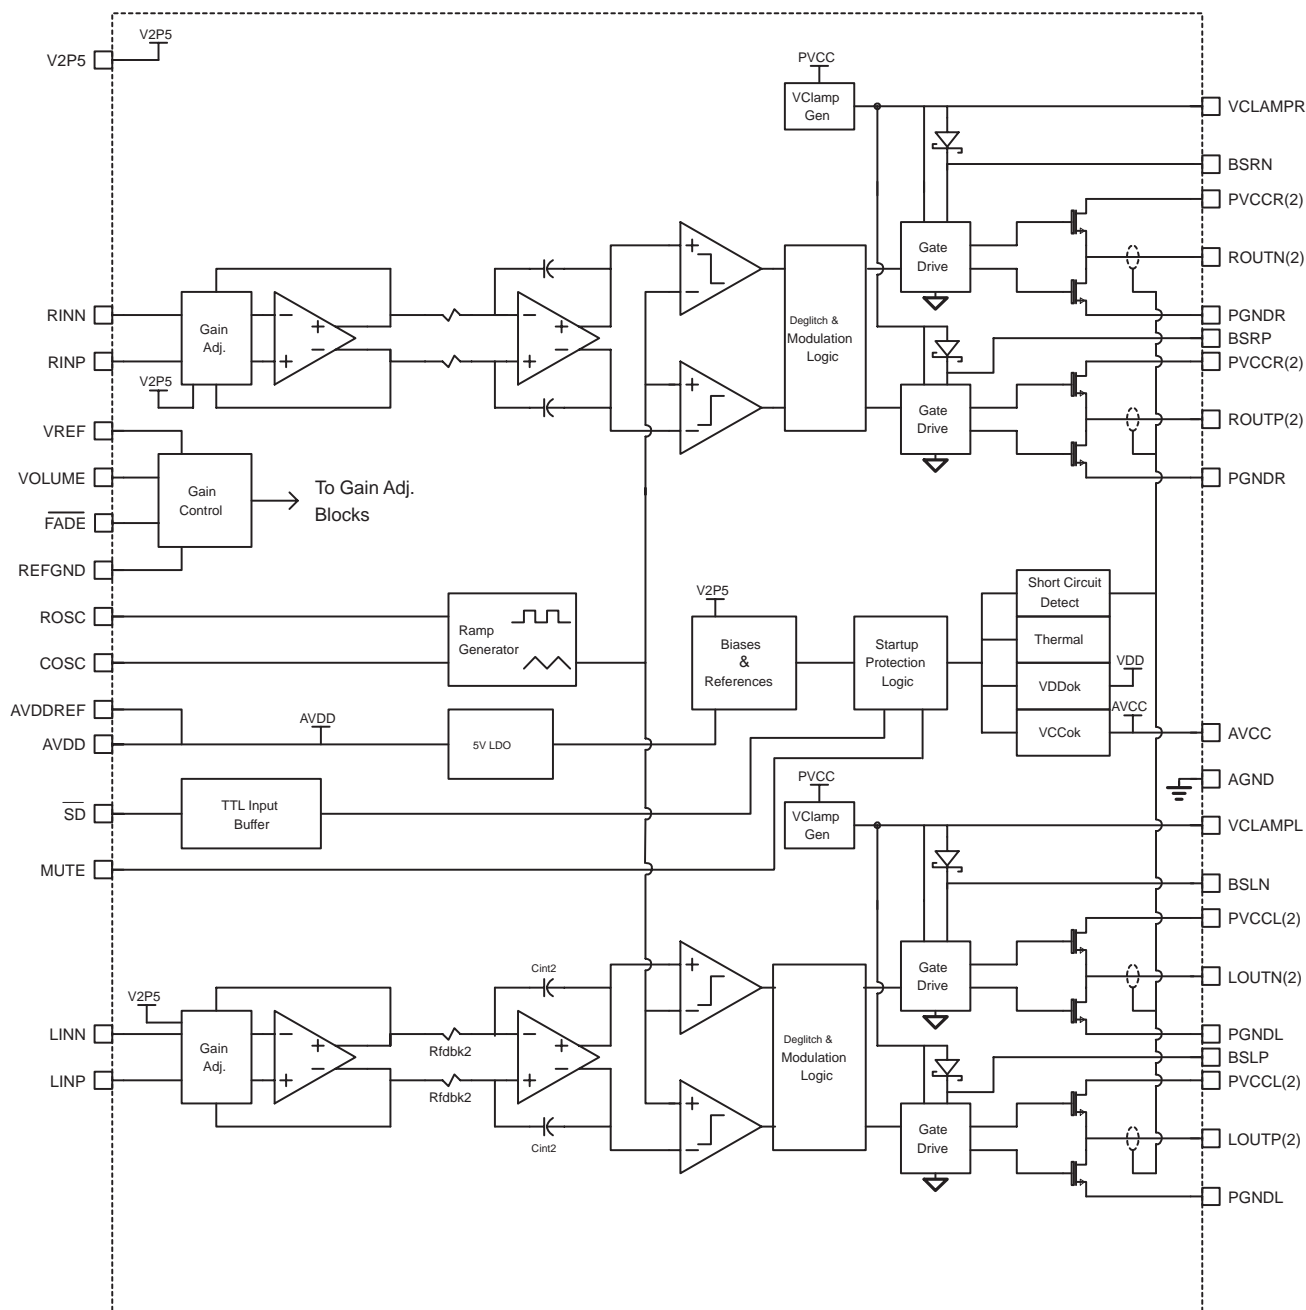 V2P5
V2P5
PVCC
VClamp
Gen
VCLAMPR
BSRN
PVCCR(2)
Gate
Drive
ROUTN(2)
RINN
RINP
Gain
Adj.
V2P5
Deglitch &
Modulation
Logic
PGNDR
BSRP
PVCCR(2)
Gate
Drive
ROUTP(2)
PGNDR
VREF
VOLUME
FADE
REFGND
Gain
Control
To Gain Adj.
Blocks
ROSC
COSC
Ramp
Generator
V2P5
Biases
&
References
Startup
Protection
Logic
Short Circuit
Detect
Thermal
VDDok
VDD
VCCok
AVCC
AVCC
AVDDREF
AVDD
AVDD
5V LDO
AGND
SD
TTL Input
Buffer
MUTE
PVCC
VClamp
Gen
VCLAMPL
BSLN
PVCCL(2)
Gate
Drive
LOUTN(2)
V2P5
LINN
LINP
Gain
Adj.
Rfdbk2
Rfdbk2
Cint2
Cint2
Deglitch &
Modulation
Logic
PGNDL
BSLP
PVCCL(2)
Gate
Drive
LOUTP(2)
PGNDL